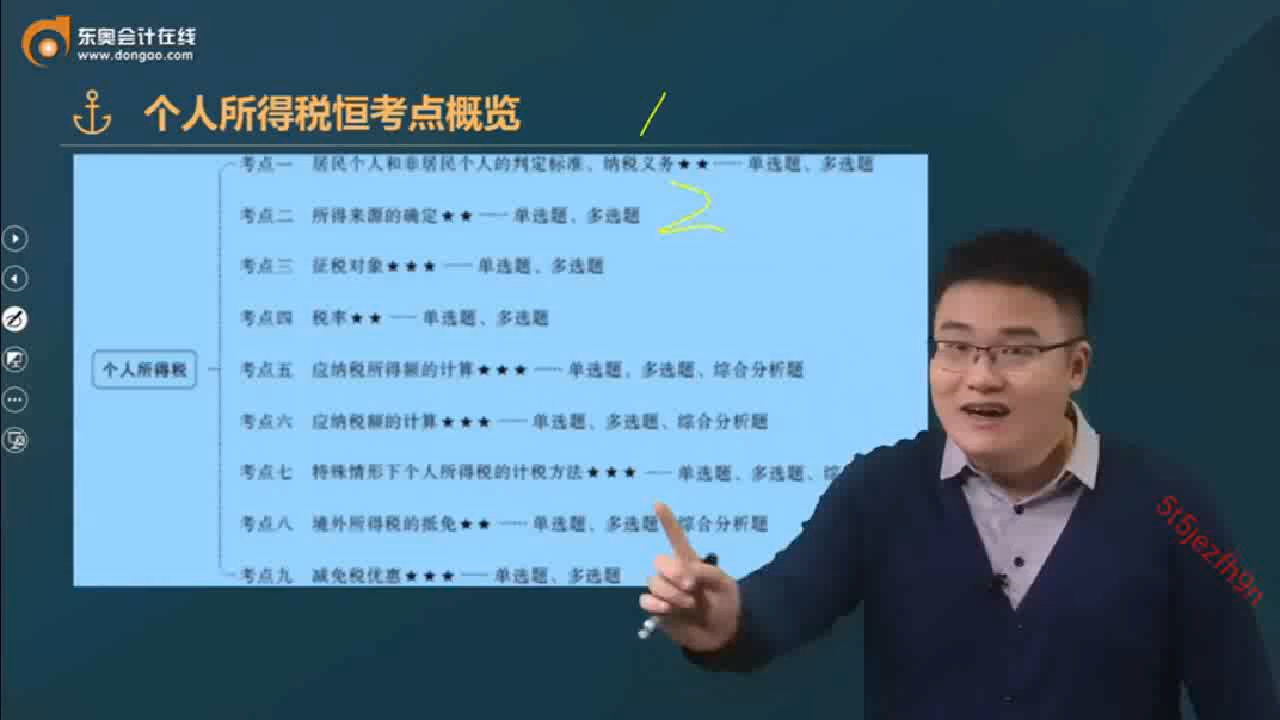 东奥会计在线
www.dongao.com
个人所得税恒考点概览
考点一 居民个人和非居民个人的判定标准、纳税义务★★ 单选题、多选题
2
考点二 所得来源的确定★★ 单选题、多选题
考点三 征税对象★★★ 单选题、多选题
考点四 税率★★ 单选题、多选题
个人所得税
考点五 应纳税所得额的计算★★★ 单选题、多选题、综合分析题
考点六 应纳税额的计算★★★ 单选题、多选题、综合分析题
考点七 特殊情形下个人所得税的计税方法★★★ 单选题、多选题、综
考点八 境外所得税的抵免★★ 单选题、多选题、综合分析题
考点九 减免税优惠★★★ 单选题、多选题
5t5jezfh9n